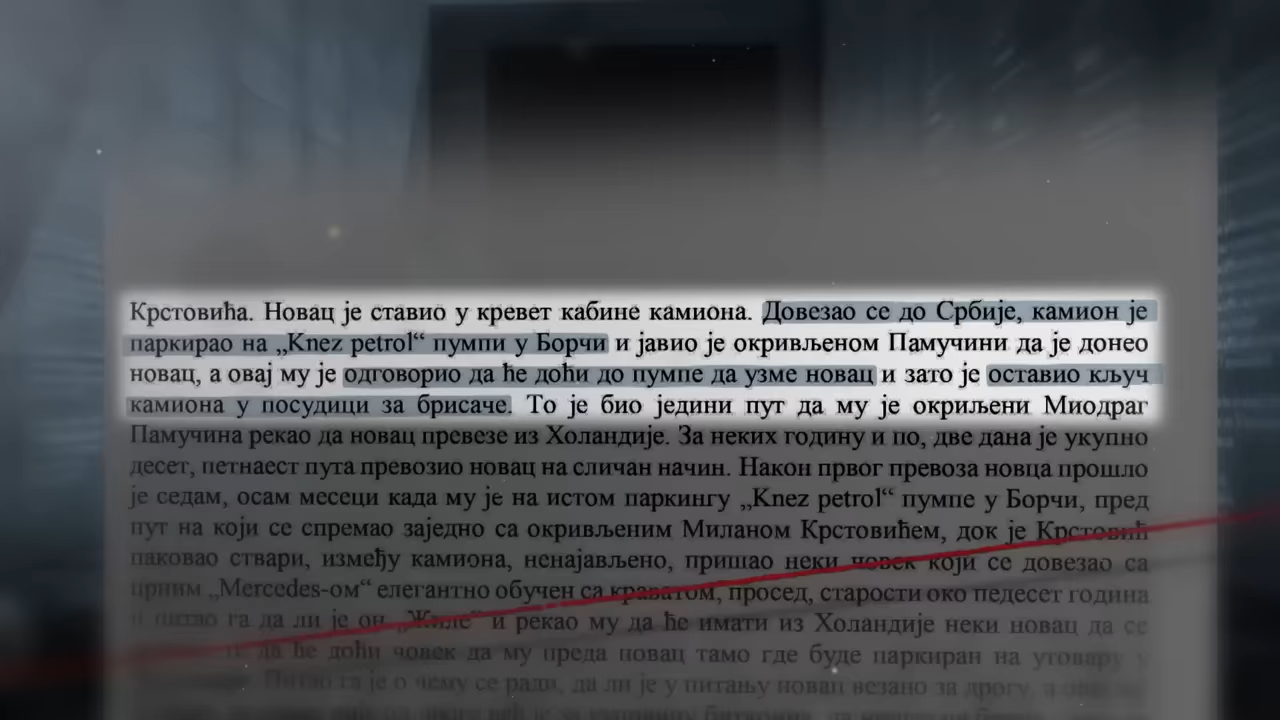 Крстовића. Новац је ставио у кревет кабине камиона. Довезао се до Србије, камион је
паркирао на „Knez petrol“ пумпи у Борчи и јавио је окривљеном Памучини да је донео
новац, а овај му је одговорио да ће доћи до пумпе да узме новац и зато је оставио кључ
камиона у посудици за брисаче. То је био једини пут да му је окриљени Миодраг
Памучина рекао да новац превезе из Холандије. За неких годину и по, две дана је укупно
десет, петнаест пута превозио новац на сличан начин. Након првог превоза новца прошло
је седам, осам месеци када му је на истом паркингу „Knez petrol“ пумпе у Борчи, пред
пут на који се спремао заједно са окривљеним Миланом Крстовићем, док је Крстовић
паковао ствари, између камиона, ненајављено, пришао неки човек који се довезао са
црним „Mercedes-ом“ елегантно обучен са краватом, просед, старости око педесет година
и питао га да ли је он „Жиле“ и рекао му да ће имати из Холандије неки новац да се
да ће доћи човек да му преда новац тамо где буде паркиран на утовару у
Питао га је о чему се ради, да ли је у питању новац везано за дрогу, а